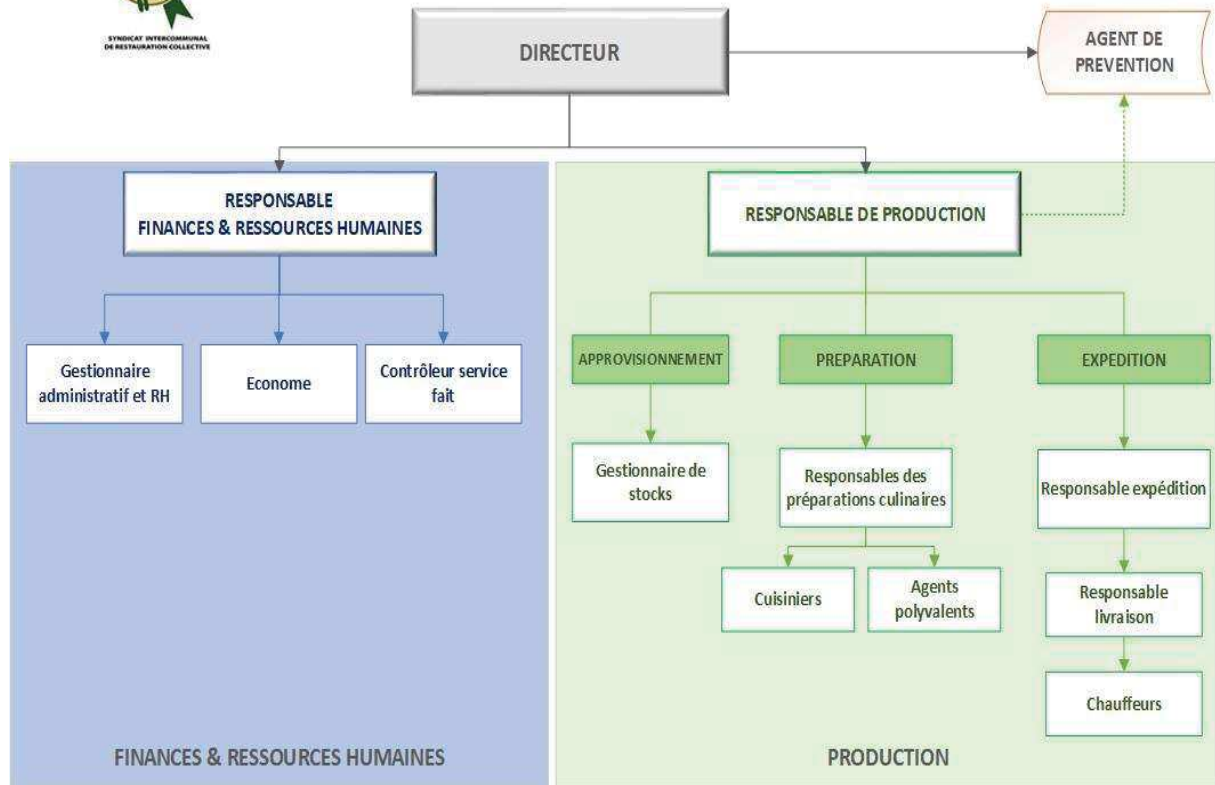 SYNDICAT INTERCOMMUNAL
DE RESTAURATION COLLECTIVE
DIRECTEUR
AGENT DE
PREVENTION
RESPONSABLE
FINANCES & RESSOURCES HUMAINES
RESPONSABLE DE PRODUCTION
Gestionnaire
administratif et RH
Econome
Contrôleur service
fait
APPROVISIONNEMENT
PREPARATION
EXPEDITION
Gestionnaire de
stocks
Responsables des
préparations culinaires
Responsable expédition
Cuisiniers
Agents
polyvalents
Responsable
livraison
Chauffeurs
FINANCES & RESSOURCES HUMAINES
PRODUCTION